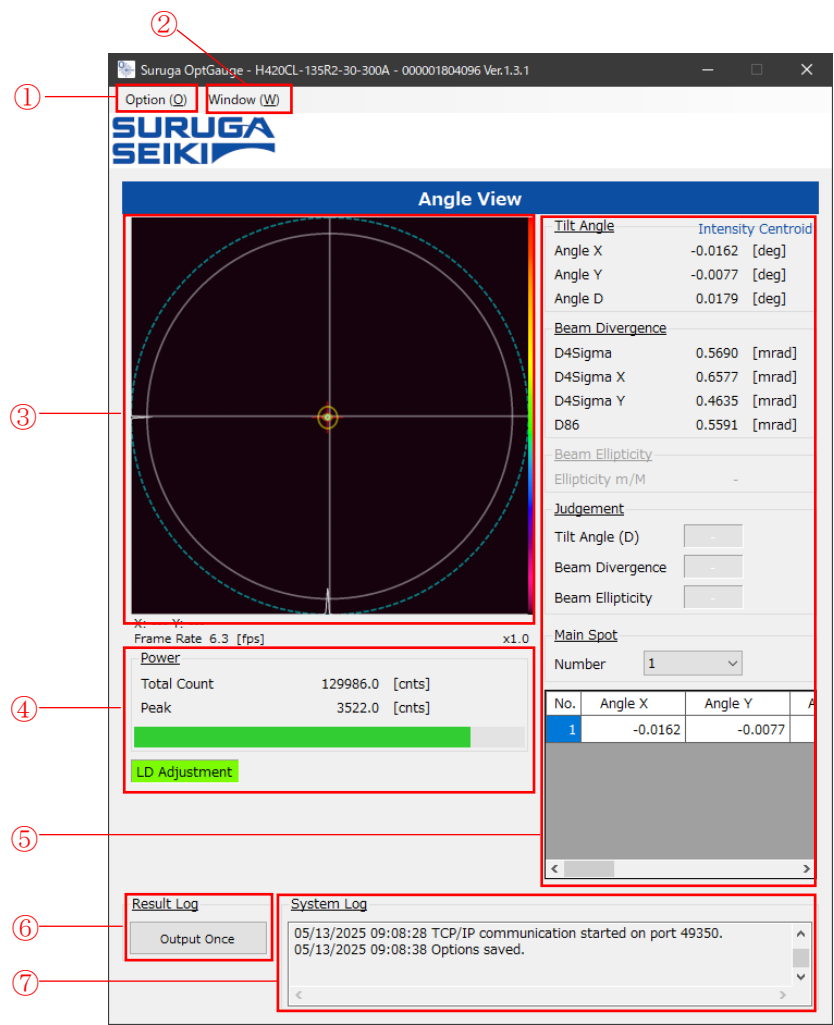 ②
Suruga OptGauge - H420CL-135R2-30-300A - 000001804096 Ver.1.3.1
①
Option (O) Window (W)
SURUGA
SEIKI
Angle View
Tilt Angle Intensity Centroid
Angle X -0.0162 [deg]
Angle Y -0.0077 [deg]
Angle D 0.0179 [deg]
Beam Divergence
D4Sigma 0.5690 [mrad]
D4Sigma X 0.6577 [mrad]
D4Sigma Y 0.4635 [mrad]
D86 0.5591 [mrad]
③
Beam Ellipticity
Ellipticity m/M -
Judgement
Tilt Angle (D) -
Beam Divergence -
Beam Ellipticity -
X: --- Y: ---
Frame Rate 6.3 [fps] x1.0
Main Spot
Number 1
Power
Total Count 129986.0 [cnts]
Peak 3522.0 [cnts]
④
LD Adjustment
No. Angle X Angle Y A
1 -0.0162 -0.0077
⑤
Result Log
⑥
Output Once
System Log
05/13/2025 09:08:28 TCP/IP communication started on port 49350.
05/13/2025 09:08:38 Options saved.
⑦